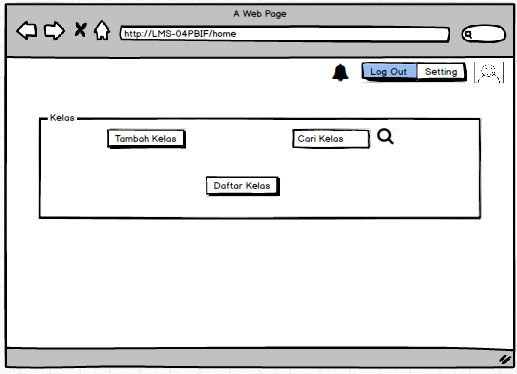 A Web Page
http://LMS-04PBIF/home
Log Out Setting
Kelas
Tambah Kelas Cari Kelas
Daftar Kelas